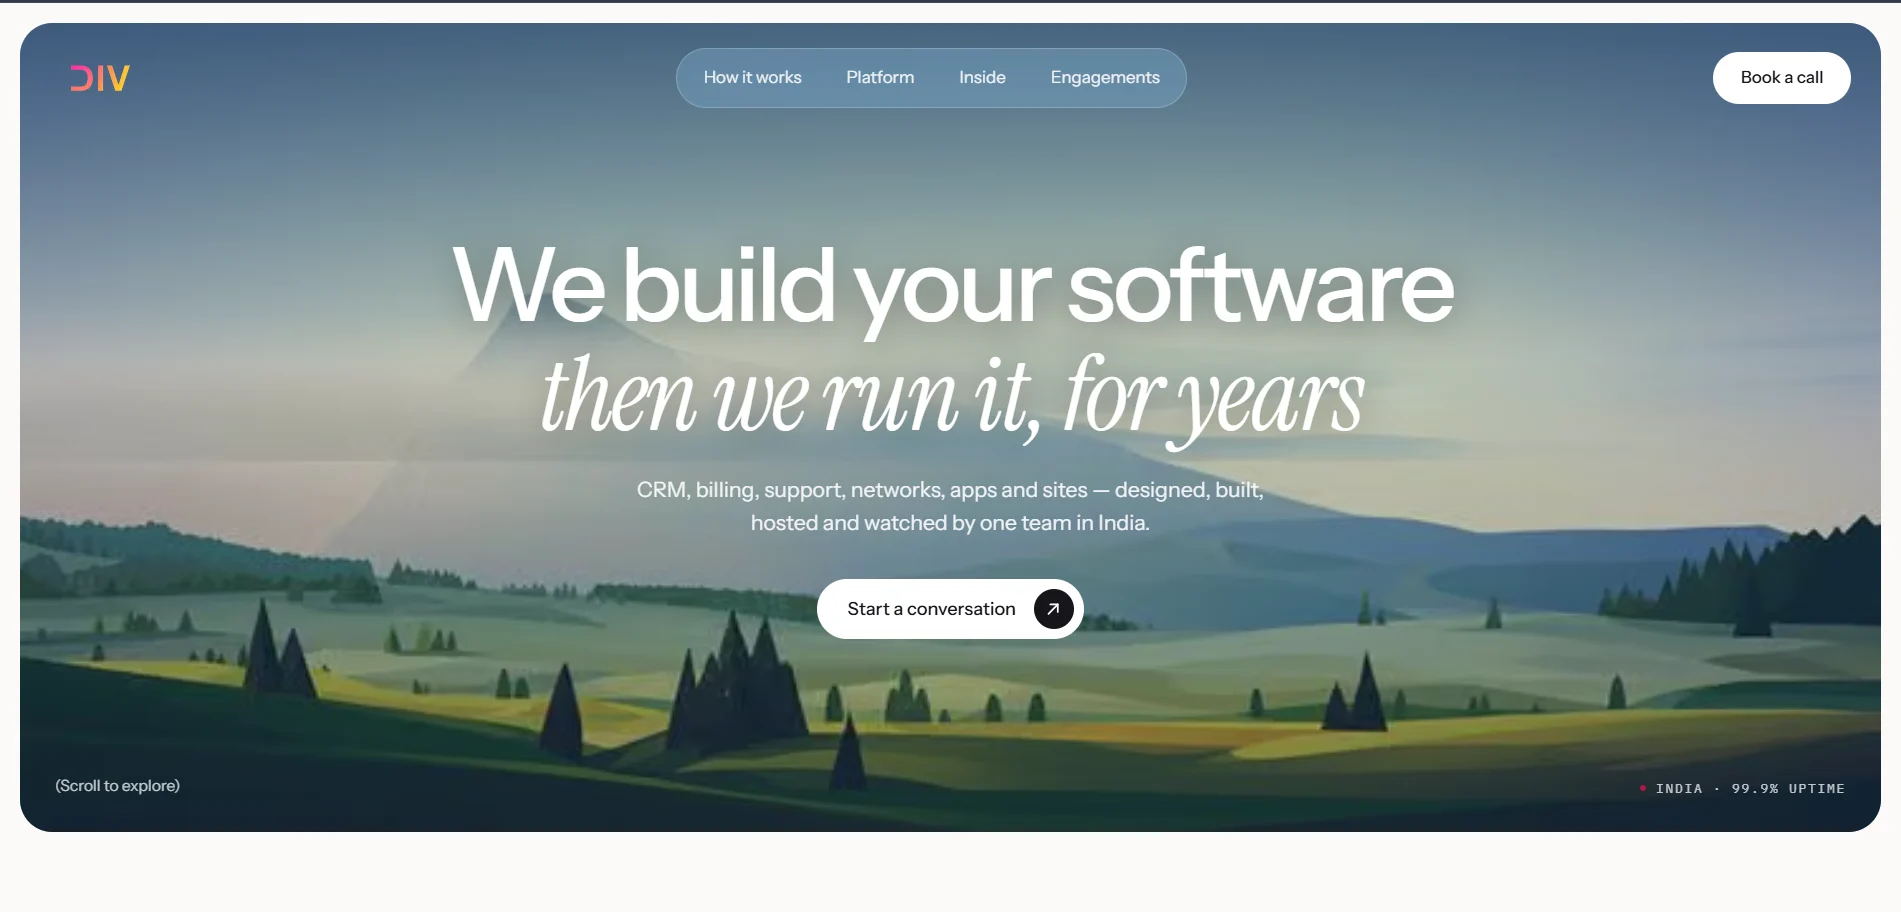 DIV
How it works
Platform
Inside
Engagements
Book a call
We build your software
then we run it, for years
CRM, billing, support, networks, apps and sites — designed, built,
hosted and watched by one team in India.
Start a conversation
(Scroll to explore)
INDIA · 99.9% UPTIME